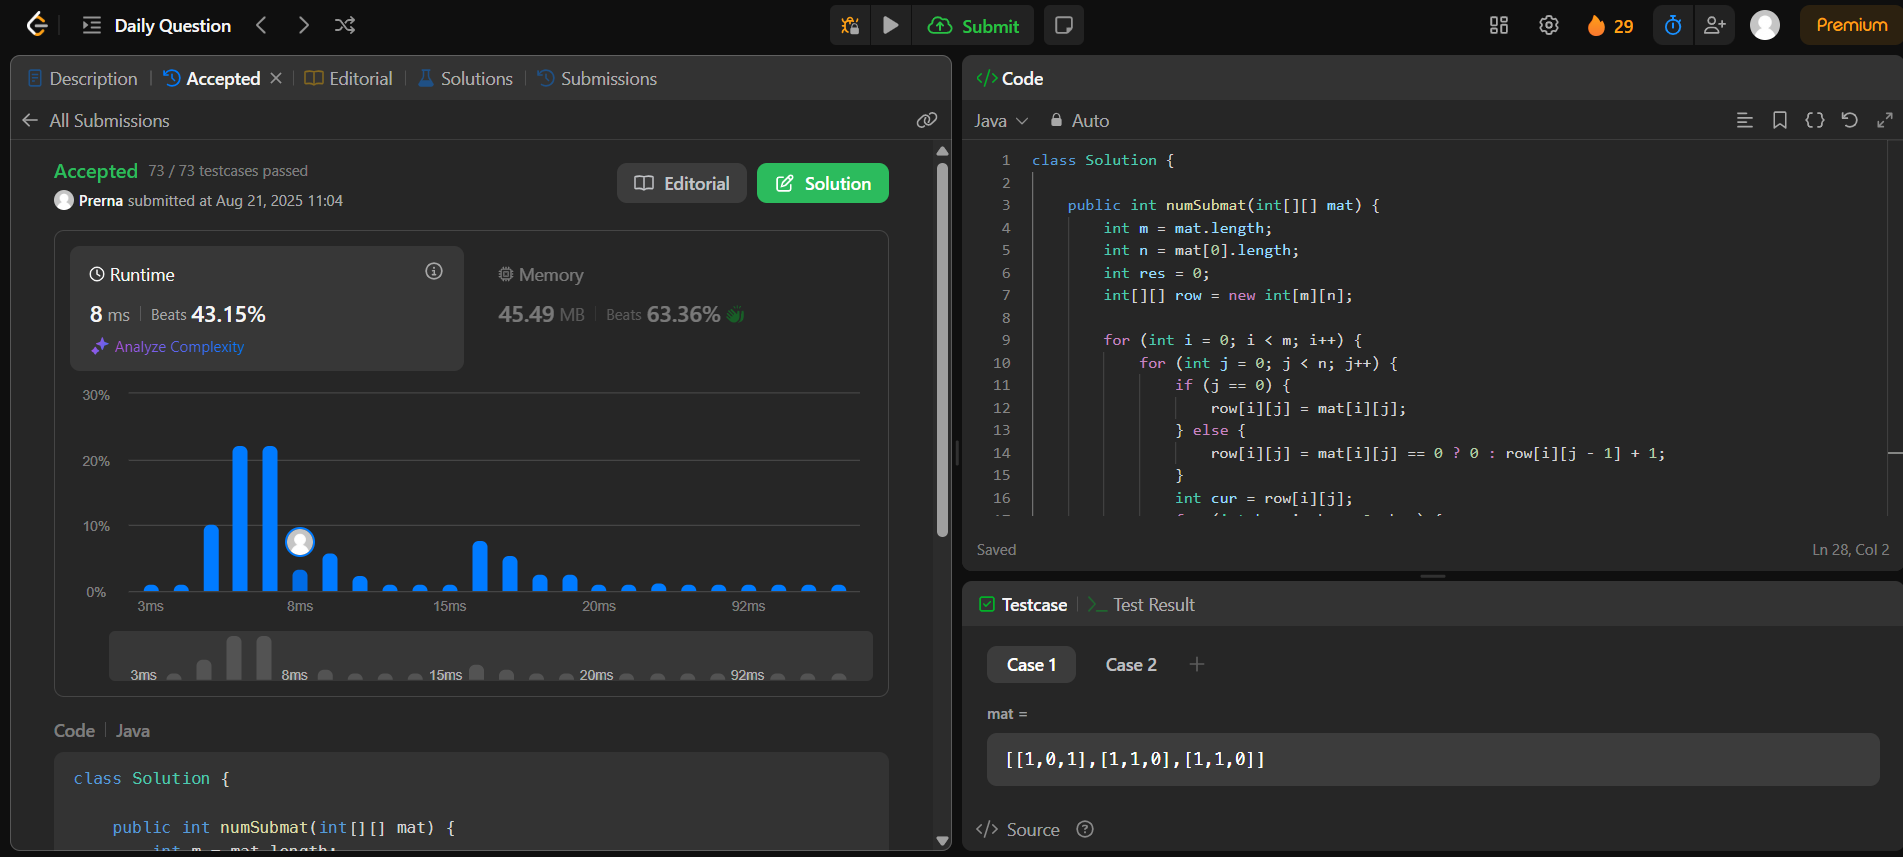 Daily Question
Submit
29
Premium
Description
Accepted
Editorial
Solutions
Submissions
All Submissions
Accepted 73 / 73 testcases passed
Prerna submitted at Aug 21, 2025 11:04
Editorial
Solution
Runtime
8 ms Beats 43.15%
Analyze Complexity
Memory
45.49 MB Beats 63.36%
30%
20%
10%
0%
3ms 8ms 15ms 20ms 92ms
3ms 8ms 15ms 20ms 92ms
Code Java
class Solution {
public int numSubmat(int[][] mat) {
int m = mat.length;
</> Code
Java Auto
1 class Solution {
2
3 public int numSubmat(int[][] mat) {
4 int m = mat.length;
5 int n = mat[0].length;
6 int res = 0;
7 int[][] row = new int[m][n];
8
9 for (int i = 0; i < m; i++) {
10 for (int j = 0; j < n; j++) {
11 if (j == 0) {
12 row[i][j] = mat[i][j];
13 } else {
14 row[i][j] = mat[i][j] == 0 ? 0 : row[i][j - 1] + 1;
15 }
16 int cur = row[i][j];
Saved
Ln 28, Col 2
Testcase
Test Result
Case 1 Case 2 +
mat =
[[1,0,1],[1,1,0],[1,1,0]]
</> Source